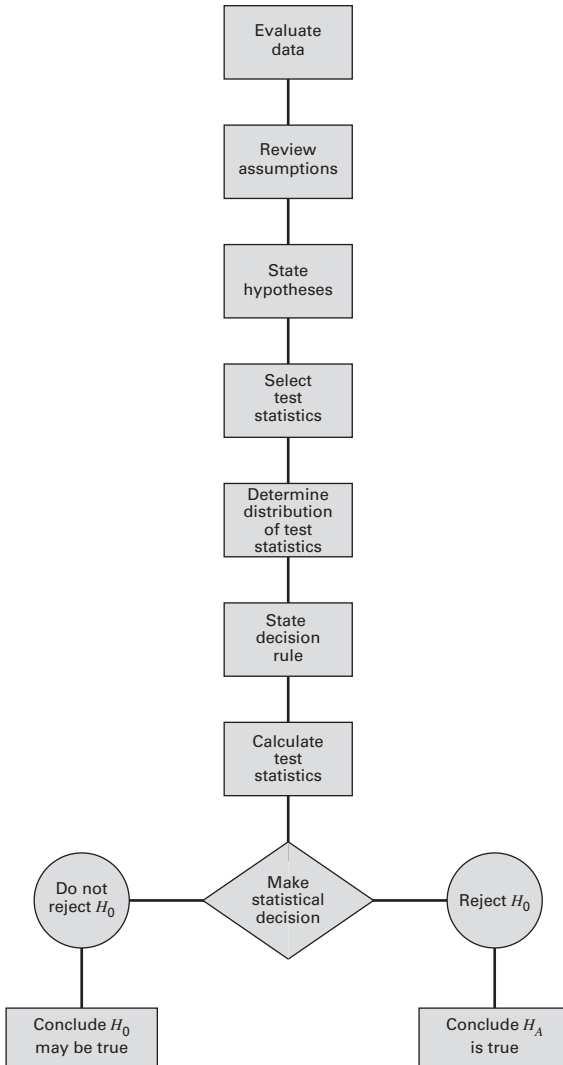 Evaluate
data
Review
assumptions
State
hypotheses
Select
test
statistics
Determine
distribution
of test
statistics
State
decision
rule
Calculate
test
statistics
Make
statistical
decision
Do not
reject H₀
Reject H₀
Conclude H₀
may be true
Conclude H_A
is true